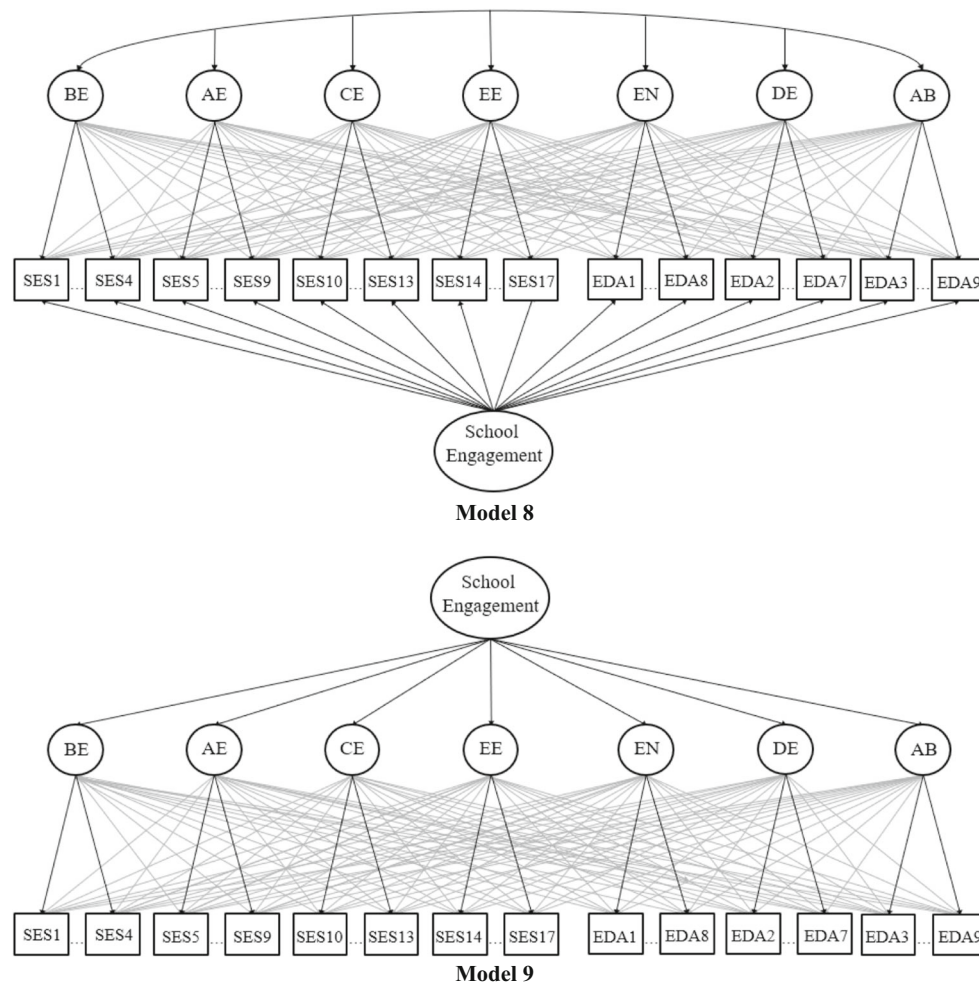 BE AE CE EE EN DE AB
SES1 ... SES4 SES5 ... SES9 SES10 ... SES13 SES14 ... SES17 EDA1 ... EDA8 EDA2 ... EDA7 EDA3 ... EDA9
School
Engagement
Model 8
School
Engagement
BE AE CE EE EN DE AB
SES1 ... SES4 SES5 ... SES9 SES10 ... SES13 SES14 ... SES17 EDA1 ... EDA8 EDA2 ... EDA7 EDA3 ... EDA9
Model 9